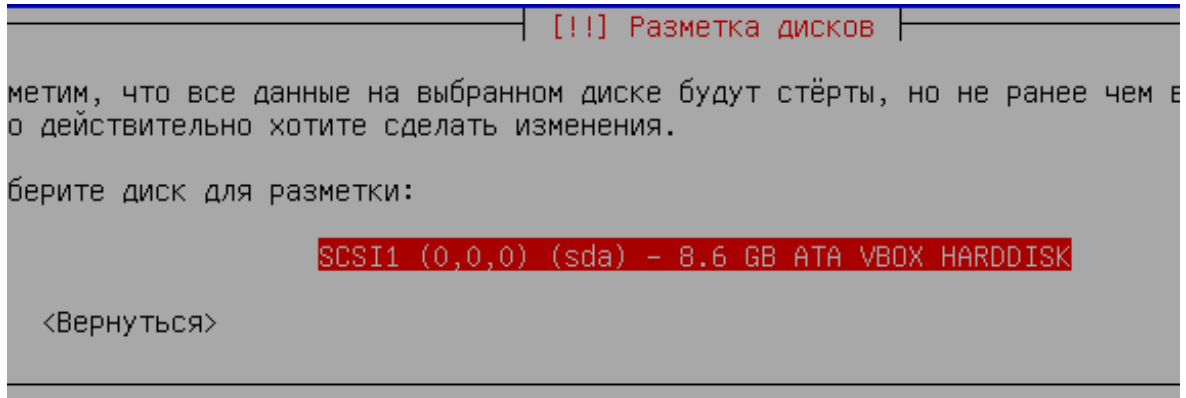 [!!] Разметка дисков
метим, что все данные на выбранном диске будут стёрты, но не ранее чем в
о действительно хотите сделать изменения.
берите диск для разметки:
SCSI1 (0,0,0) (sda) – 8.6 GB ATA VBOX HARDDISK
<Вернуться>